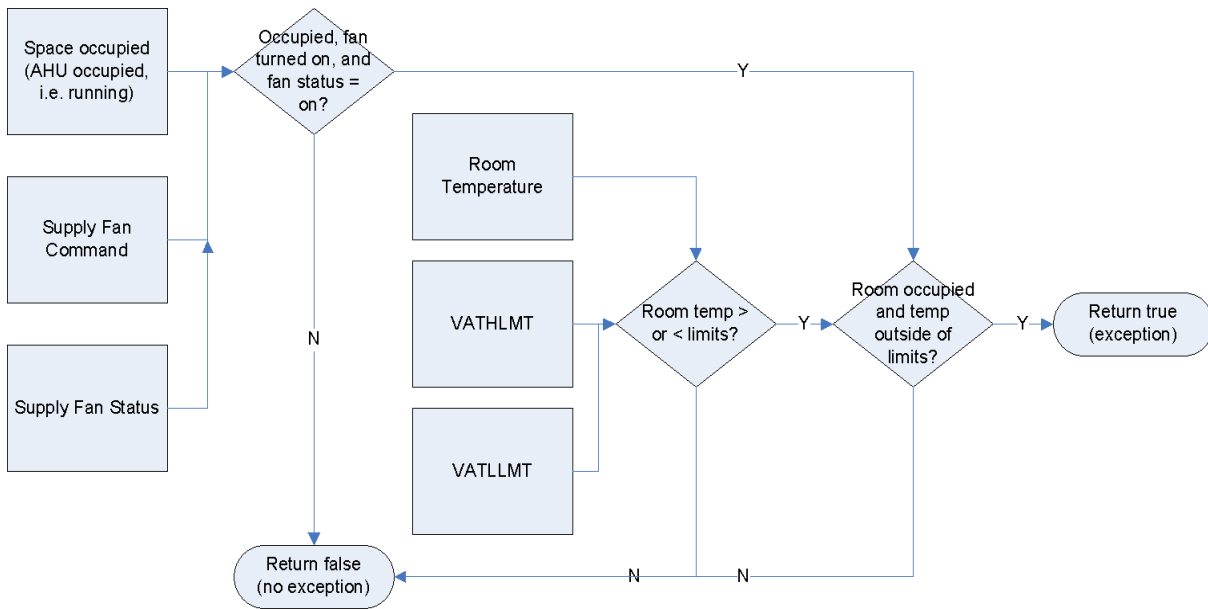 Space occupied
(AHU occupied,
i.e. running)
Occupied, fan
turned on, and
fan status =
on?
Y
Room
Temperature
Supply Fan
Command
N
VATHLMT
Room temp >
or < limits?
Y
Room occupied
and temp
outside of
limits?
Y
Return true
(exception)
Supply Fan Status
VATLLMT
Return false
(no exception)
N
N